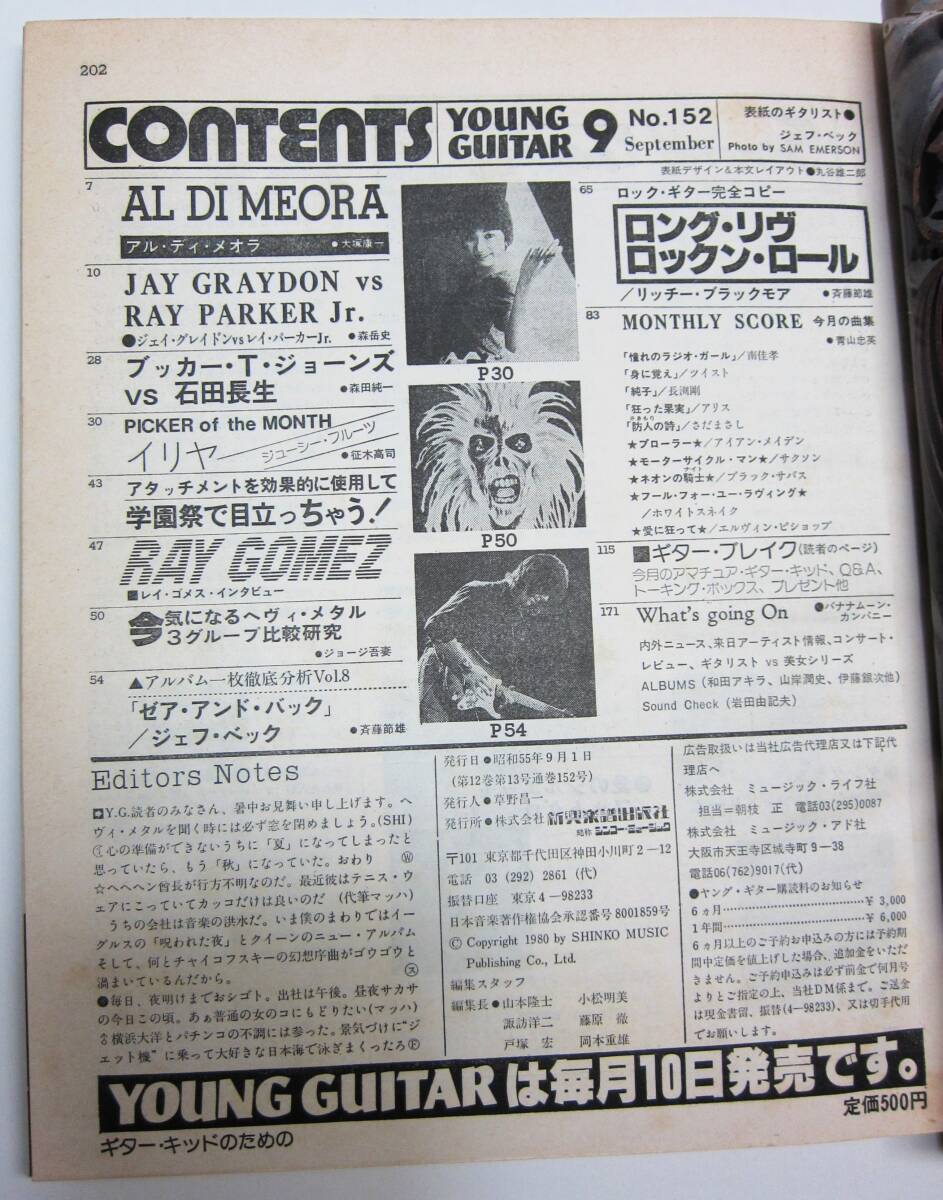 202
CONTENTS
YOUNG GUITAR 9
No.152
September
表紙のギタリスト●
ジェフ・ベック
Photo by SAM EMERSON
表紙デザイン&本文レイアウト●丸谷雄二郎
7
AL DI MEORA
アル・ディ・メオラ ●大塚康一
10
JAY GRAYDON vs
RAY PARKER Jr.
●ジェイ・グレイドンvsレイ・パーカーJr. ●森岳史
28
ブッカー・T・ジョーンズ
vs 石田長生 ●森田純一
30
PICKER of the MONTH
イリヤ
ジューシー・フルーツ
●征木高司
43
アタッチメントを効果的に使用して
学園祭で目立っちゃう!
47
RAY GOMEZ
■レイ・ゴメス・インタビュー
50
今気になるヘヴィ・メタル
3グループ比較研究
●ジョージ吾妻
54
▲アルバム一枚徹底分析Vol.8
「ゼア・アンド・バック」
/ジェフ・ベック ●斉藤節雄
P30
P50
P54
65
ロック・ギター完全コピー
ロング・リヴ
ロックン・ロール
/リッチー・ブラックモア ●斉藤節雄
83
MONTHLY SCORE 今月の曲集
●青山忠英
「憧れのラジオ・ガール」/南佳孝
「身に覚え」/ツイスト
「純子」/長渕剛
「狂った果実」/アリス
「防人の詩」/さだまさし
さきもり
★プローラー★/アイアン・メイデン
★モーターサイクル・マン★/サクソン
★ネオンの騎士★/ブラック・サバス
ナイト
★フール・フォー・ユー・ラヴィング★
/ホワイトスネイク
★愛に狂って★/エルヴィン・ビショップ
115
ギター・ブレイク(読者のページ)
今月のアマチュア・ギター・キッド、Q&A、
トーキング・ボックス、プレゼント他
171
What's going On
●バナナムーン・
カンパニー
内外ニュース、来日アーティスト情報、コンサート・
レビュー、ギタリスト vs 美女シリーズ
ALBUMS (和田アキラ、山岸潤史、伊藤銀次他)
Sound Check (岩田由記夫)
Editors Notes
Y.G.読者のみなさん、暑中お見舞い申し上げます。ヘ
ヴィ・メタルを聞く時には必ず窓を閉めましょう。(SHI)
心の準備ができないうちに「夏」になってしまったと
思っていたら、もう「秋」になっていた。おわり Ⓦ
☆ヘヘヘン酋長が行方不明なのだ。最近彼はテニス・ウ
ェアにこっていてカッコだけは良いのだ (代筆マッハ)
うちの会社は音楽の洪水だ。いま僕のまわりではイー
グルスの「呪われた夜」とクイーンのニュー・アルバム
そして、何とチャイコフスキーの幻想序曲がゴウゴウと
渦まいているんだから。 ㋜
●毎日、夜明けまでおシゴト。出社は午後。昼夜サカサ
の今日この頃。あぁ普通の女のコにもどりたい(マッハ)
♂横浜大洋とパチンコの不調には参った。景気づけに"ジ
ェット機"に乗って大好きな日本海で泳ぎまくったろⒻ
発行日●昭和55年9月1日
(第12巻第13号通巻152号)
発行人●草野昌一
発行所●株式会社 新興楽譜出版社
略称 シンコー・ミュージック
〒101 東京都千代田区神田小川町2-12
電話 03 (292) 2861 (代)
振替口座 東京4-98233
日本音楽著作権協会承認番号8001859号
© Copyright 1980 by SHINKO MUSIC
Publishing Co., Ltd.
編集スタッフ
編集長●山本隆士 小松明美
諏訪洋二 藤原 徹
戸塚 宏 岡本重雄
広告取扱いは当社広告代理店又は下記代
理店へ
株式会社 ミュージック・ライフ社
担当=朝枝 正 電話03(295)0087
株式会社 ミュージック・アド社
大阪市天王寺区城寺町9-38
電話06(762)9017(代)
●ヤング・ギター購読料のお知らせ
6ヵ月 ¥3,000
1年間 ¥6,000
6ヵ月以上のご予約お申込みの方には予約期
間中定価を値上げした場合、追加金をいただ
きません。ご予約申込みは必ず前金で何月号
よりとご指定の上、当社DM係まで。ご送金
は現金書留、振替(4-98233)、又は切手代用
でお願いします。
YOUNG GUITARは毎月10日発売です。
ギター・キッドのための
定価500円